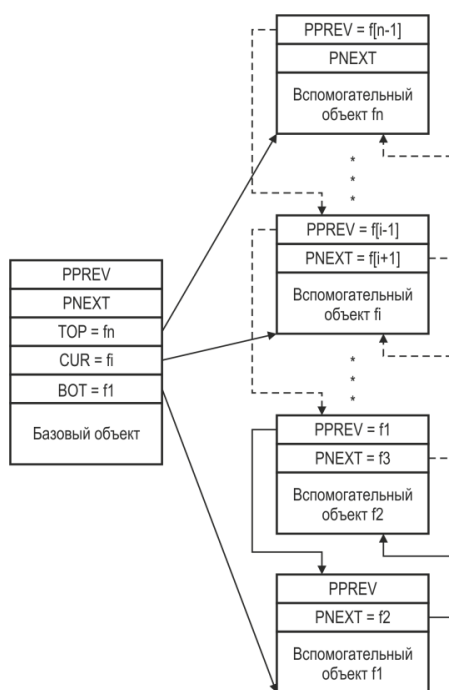 PPREV = f[n-1]
PNEXT
Вспомогательный
объект fn
*
*
*
PPREV = f[i-1]
PNEXT = f[i+1]
Вспомогательный
объект fi
PPREV
PNEXT
TOP = fn
CUR = fi
BOT = f1
Базовый объект
*
*
*
PPREV = f1
PNEXT = f3
Вспомогательный
объект f2
PPREV
PNEXT = f2
Вспомогательный
объект f1